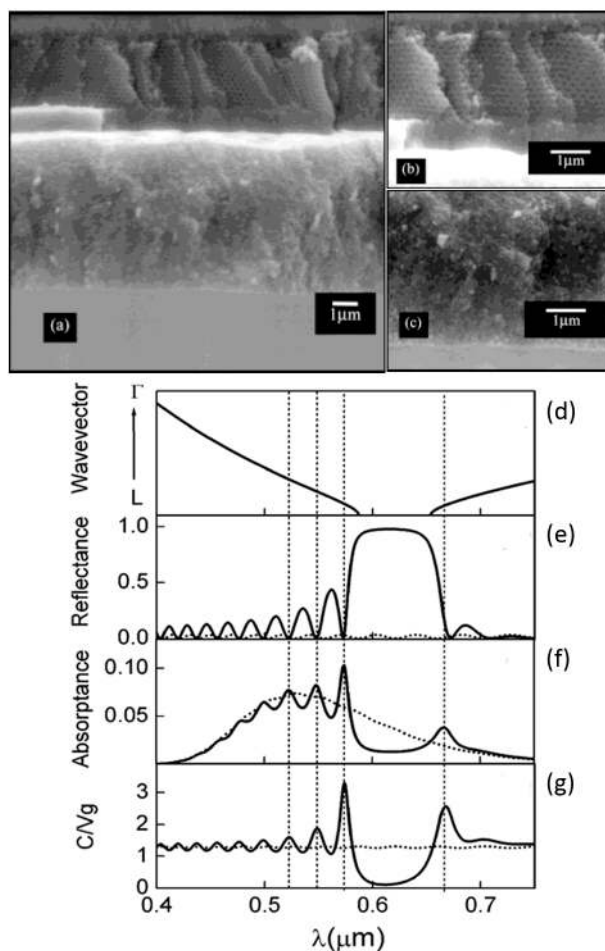 (a)
1μm
(b)
1μm
(c)
1μm
Γ
L
Wavevector
(d)
1.0
0.5
0.0
Reflectance
(e)
0.10
0.05
Absorptance
(f)
3
2
1
0
C/Vg
(g)
0.4 0.5 0.6 0.7
λ(μm)